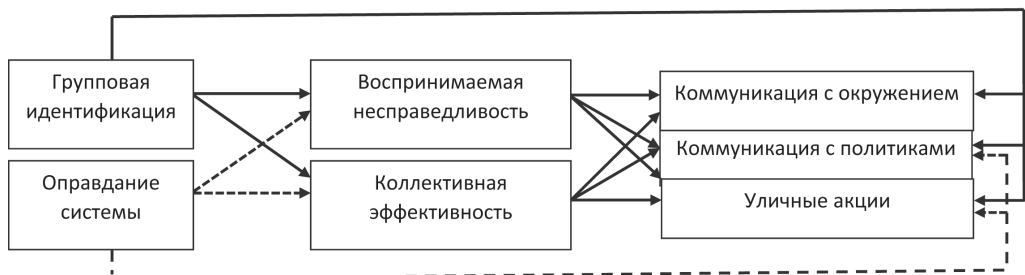 Групповая
идентификация
Воспринимаемая
несправедливость
Коммуникация с окружением
Коммуникация с политиками
Оправдание
системы
Коллективная
эффективность
Уличные акции